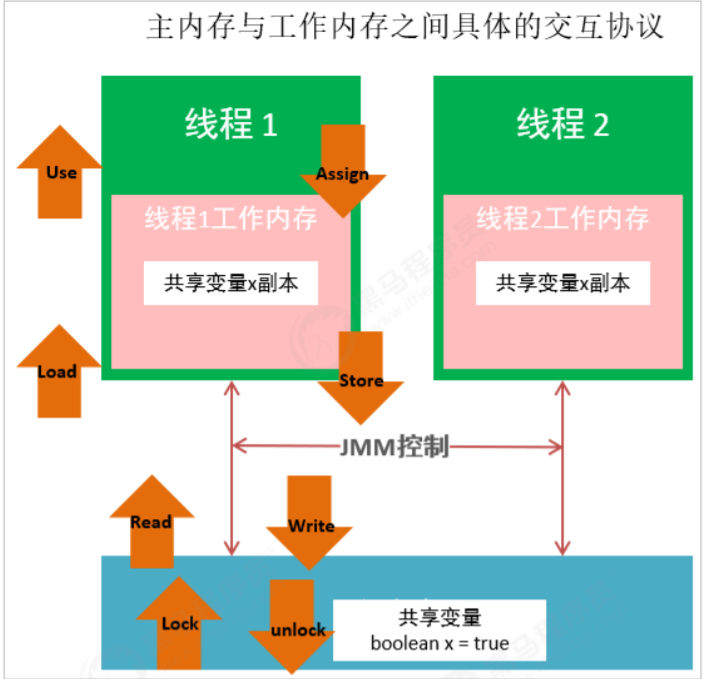 主内存与工作内存之间具体的交互协议
线程 1
线程 2
Use
Assign
线程1工作内存
线程2工作内存
共享变量x副本
共享变量x副本
Load
Store
JMM控制
Read
Write
Lock
unlock
共享变量
boolean x = true